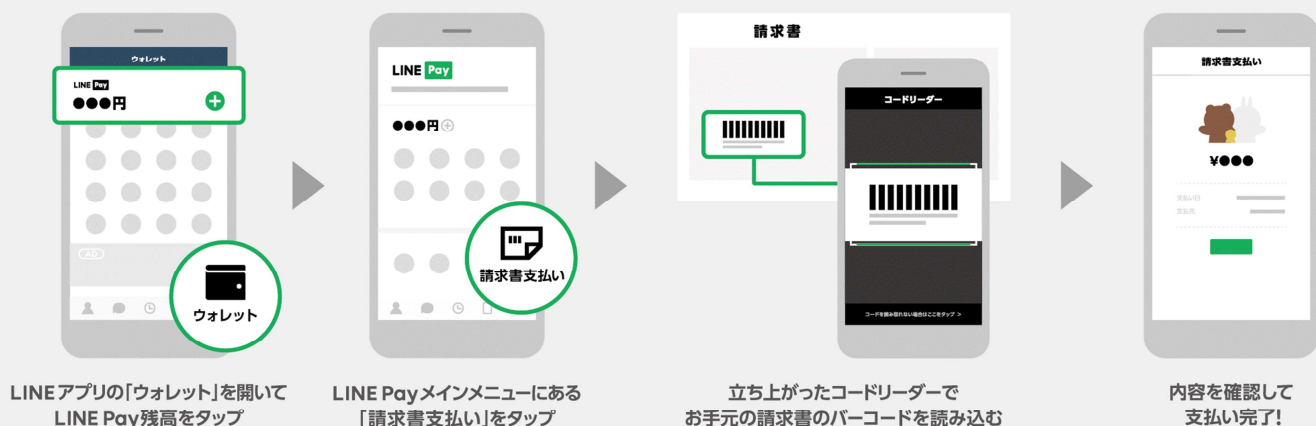 ウォレット
LINE Pay
●●●円
AD
ウォレット
LINEアプリの「ウォレット」を開いて
LINE Pay残高をタップ
LINE Pay
●●●円
請求書支払い
LINE Payメインメニューにある
「請求書支払い」をタップ
請求書
コードリーダー
コードを読み取れない場合はここをタップ >
立ち上がったコードリーダーで
お手元の請求書のバーコードを読み込む
請求書支払い
¥●●●
支払い日
支払先
内容を確認して
支払い完了!